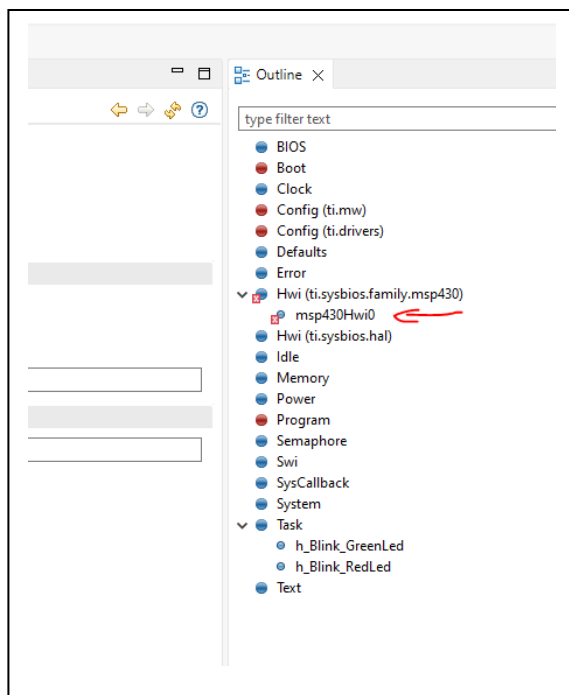 Outline
type filter text
BIOS
Boot
Clock
Config (ti.mw)
Config (ti.drivers)
Defaults
Error
Hwi (ti.sysbios.family.msp430)
msp430Hwi0
Hwi (ti.sysbios.hal)
Idle
Memory
Power
Program
Semaphore
Swi
SysCallback
System
Task
h_Blink_GreenLed
h_Blink_RedLed
Text